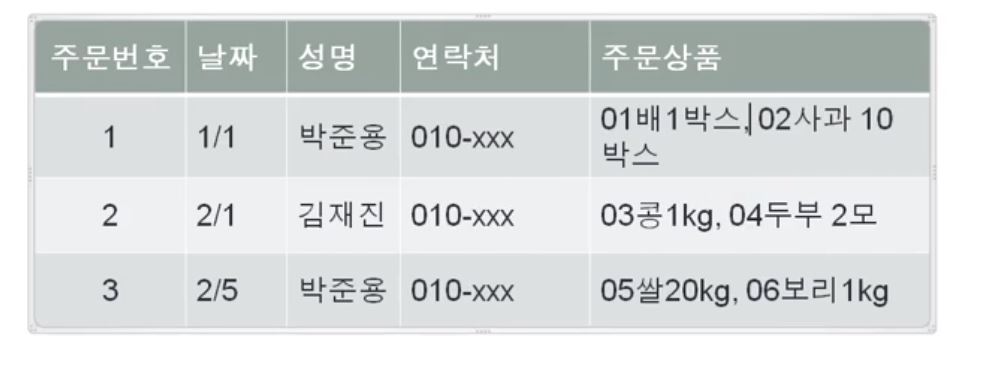 주문번호 날짜 성명 연락처 주문상품
1 1/1 박준용 010-xxx 01배1박스, 02사과 10
박스
2 2/1 김재진 010-xxx 03콩1kg, 04두부 2모
3 2/5 박준용 010-xxx 05쌀20kg, 06보리1kg